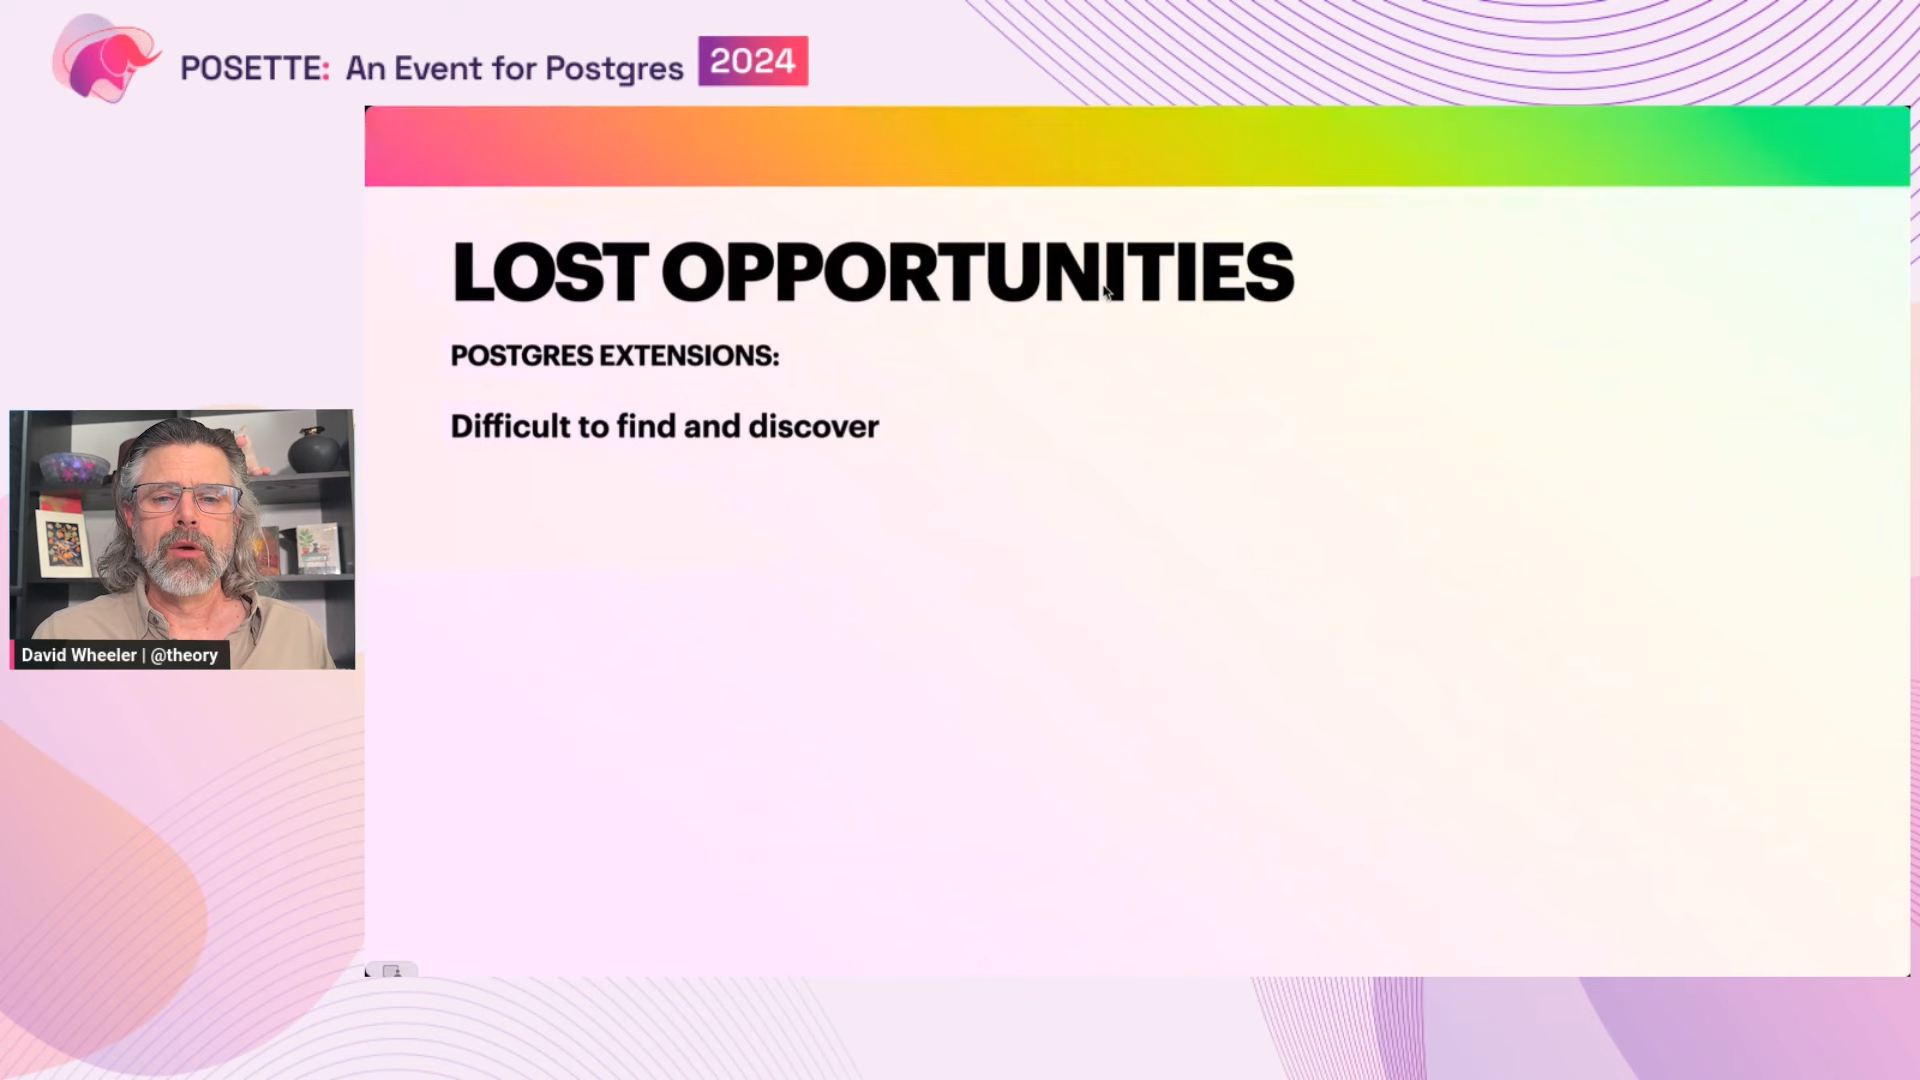 POSETTE: An Event for Postgres 2024
LOST OPPORTUNITIES
POSTGRES EXTENSIONS:
Difficult to find and discover
David Wheeler | @theory